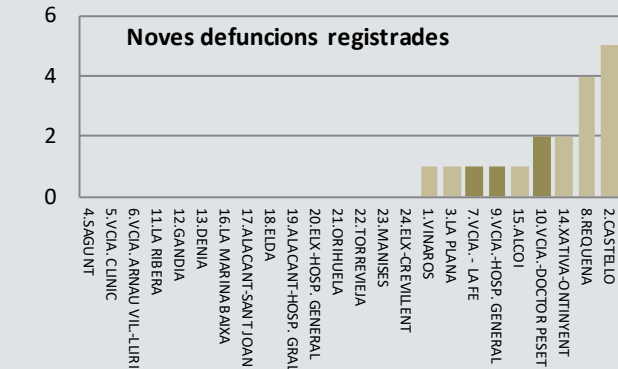 Noves defuncions registrades
6
4
2
0
4.SAGUNT
5.VCIA. CLINIC
6.VCIA. ARNAU VIL-LLIRI
11.LA RIBERA
12.GANDIA
13.DENIA
16.LA MARINA BAIXA
17.ALACANT-SANT JOAN
18.ELDA
19.ALACANT-HOSP. GRAL
20.ELX-HOSP. GENERAL
21.ORIHUELA
22.TORREVIEJA
23.MANISES
24.ELX-CREVILLENT
1.VINAROS
3.LA PLANA
7.VCIA. - LA FE
9.VCIA.-HOSP. GENERAL
15.ALCOI
10.VCIA.-DOCTOR PESET
14.XATIVA-ONTINYENT
8.REQUENA
2.CASTELLO